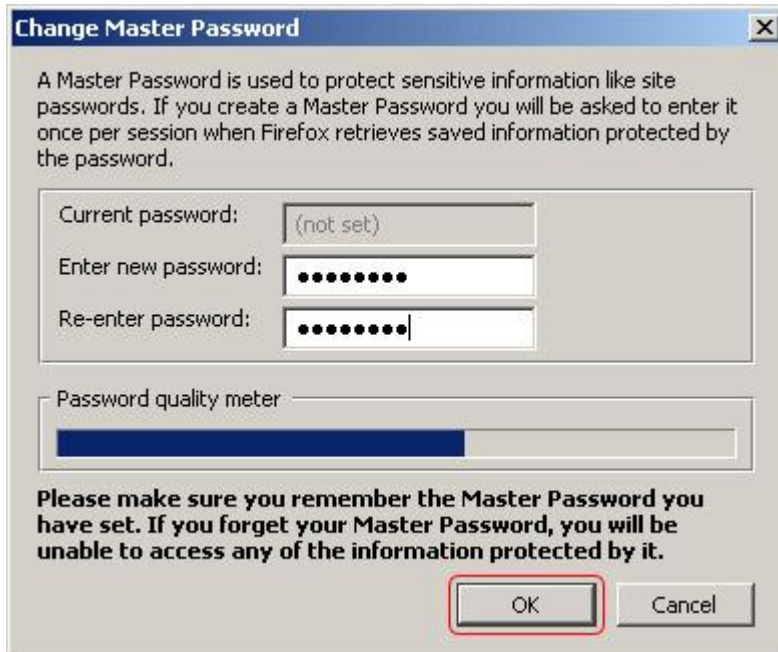 Change Master Password
A Master Password is used to protect sensitive information like site
passwords. If you create a Master Password you will be asked to enter it
once per session when Firefox retrieves saved information protected by
the password.
Current password: (not set)
Enter new password: ●●●●●●●●
Re-enter password: ●●●●●●●●
Password quality meter
Please make sure you remember the Master Password you
have set. If you forget your Master Password, you will be
unable to access any of the information protected by it.
OK Cancel